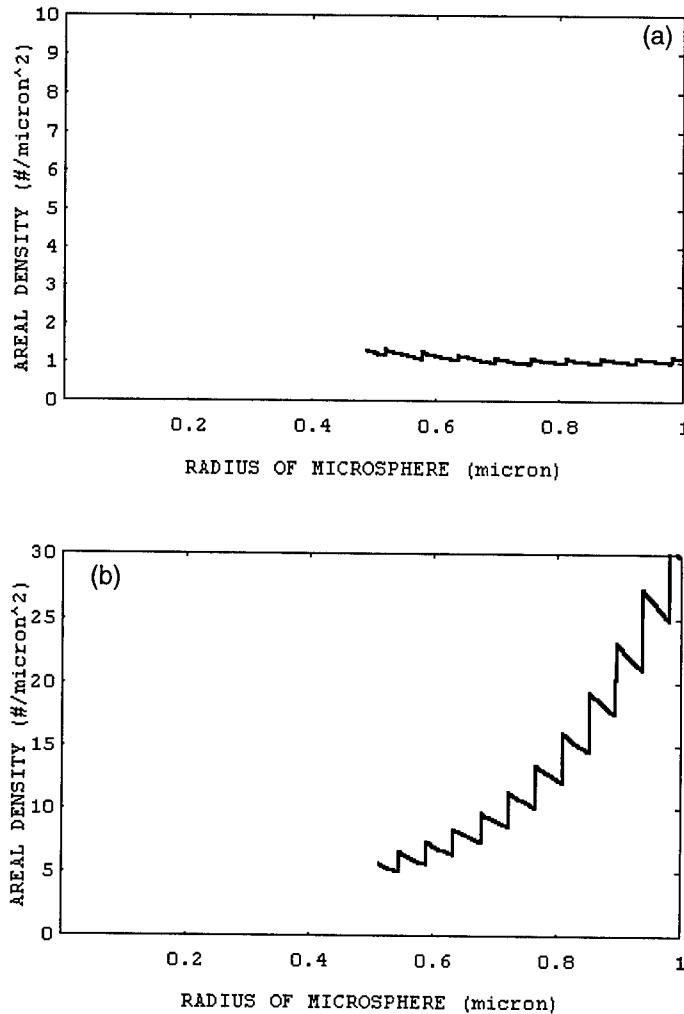 (a)
10
9
8
7
6
5
4
3
2
1
0
AREAL DENSITY (#/micron^2)
0.2 0.4 0.6 0.8 1
RADIUS OF MICROSPHERE (micron)
(b)
30
25
20
15
10
5
0
AREAL DENSITY (#/micron^2)
0.2 0.4 0.6 0.8 1
RADIUS OF MICROSPHERE (micron)